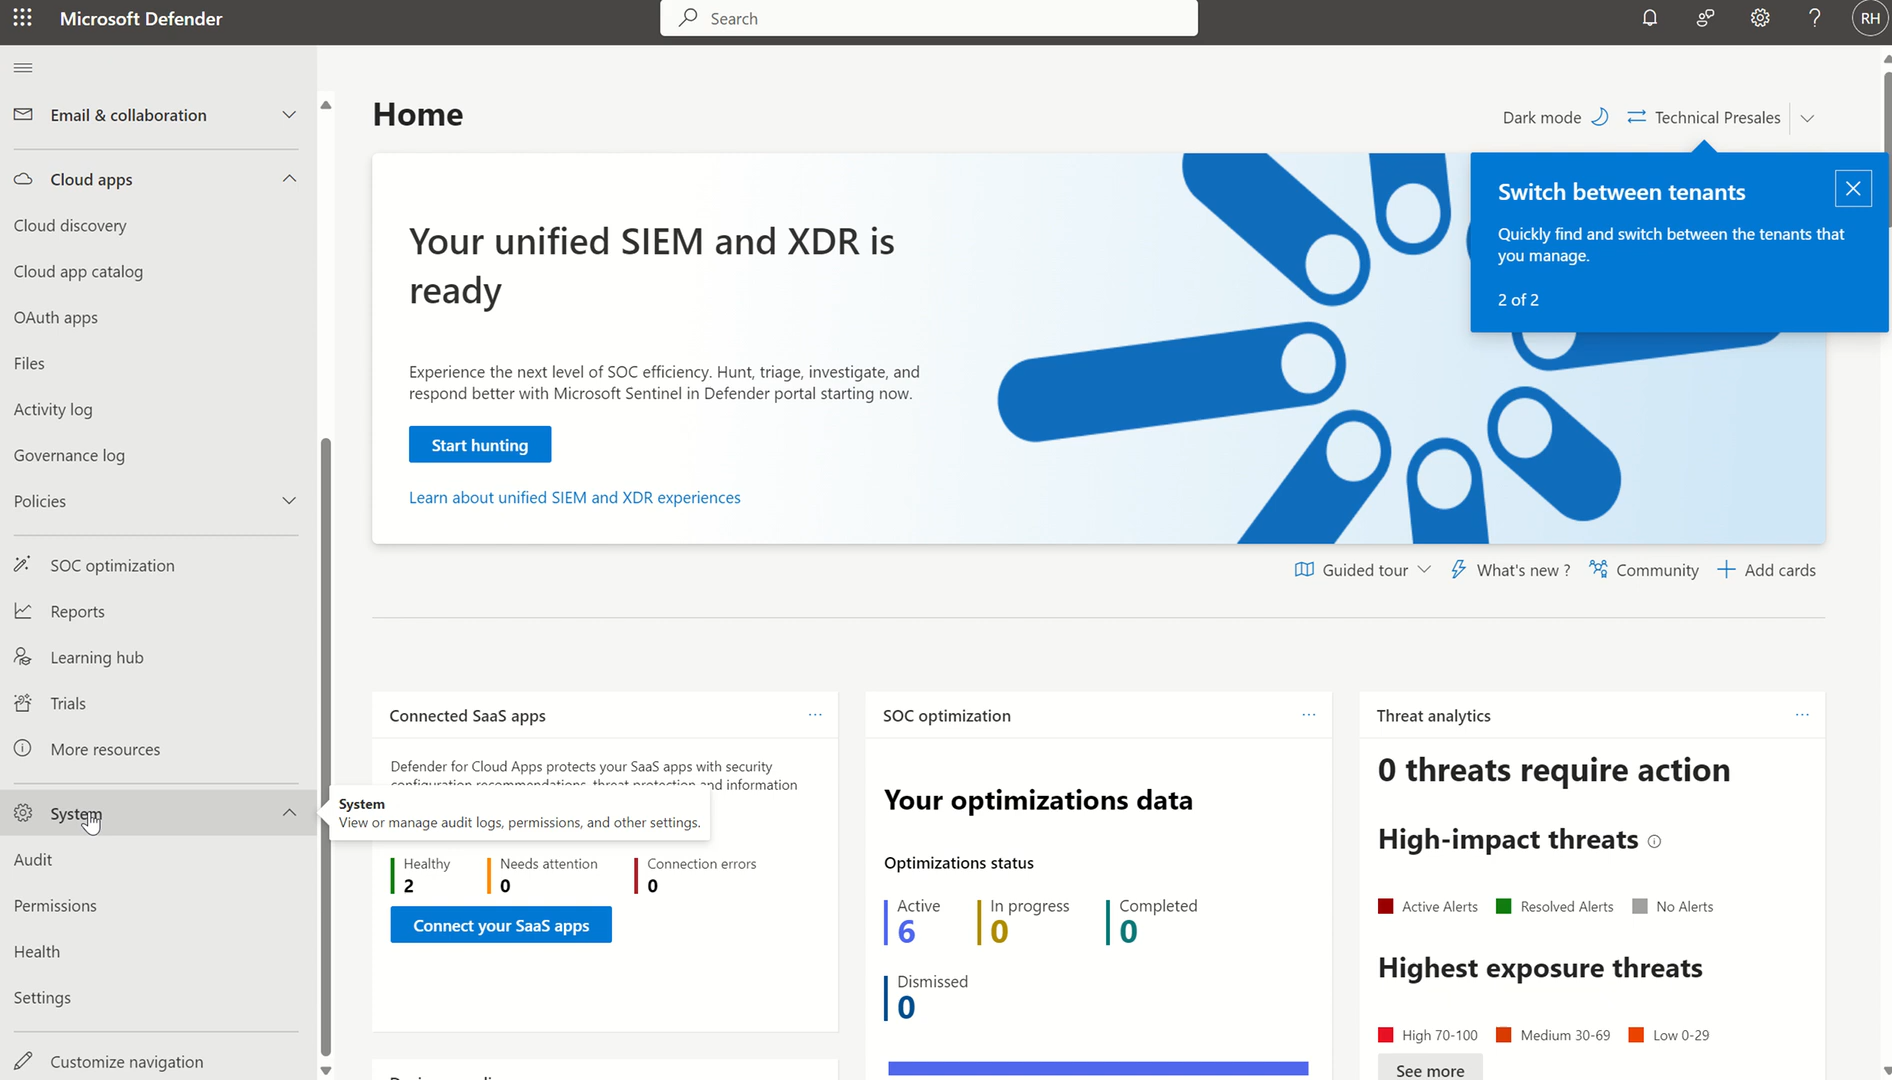 Microsoft Defender
Search
RH
Email & collaboration
Cloud apps
Cloud discovery
Cloud app catalog
OAuth apps
Files
Activity log
Governance log
Policies
SOC optimization
Reports
Learning hub
Trials
More resources
System
Audit
Permissions
Health
Settings
Customize navigation
System
View or manage audit logs, permissions, and other settings.
Home
Dark mode
Technical Presales
Switch between tenants
Quickly find and switch between the tenants that
you manage.
2 of 2
Your unified SIEM and XDR is
ready
Experience the next level of SOC efficiency. Hunt, triage, investigate, and
respond better with Microsoft Sentinel in Defender portal starting now.
Start hunting
Learn about unified SIEM and XDR experiences
Guided tour
What's new ?
Community
Add cards
Connected SaaS apps
Defender for Cloud Apps protects your SaaS apps with security
configuration recommendations, threat protection and information
Healthy
2
Needs attention
0
Connection errors
0
Connect your SaaS apps
SOC optimization
Your optimizations data
Optimizations status
Active
6
In progress
0
Completed
0
Dismissed
0
Threat analytics
0 threats require action
High-impact threats
Active Alerts
Resolved Alerts
No Alerts
Highest exposure threats
High 70-100
Medium 30-69
Low 0-29
See more